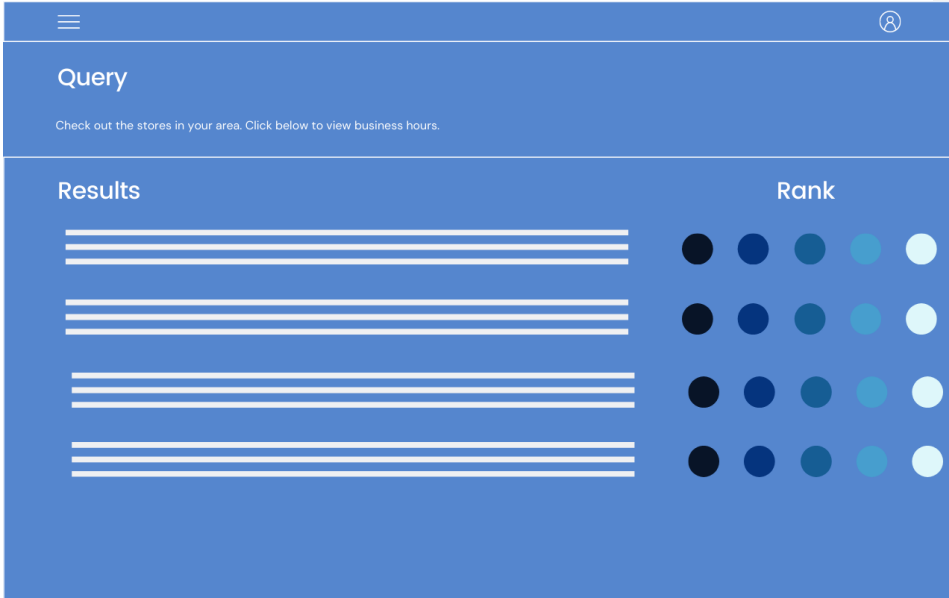 Query
Check out the stores in your area. Click below to view business hours.
Results
Rank